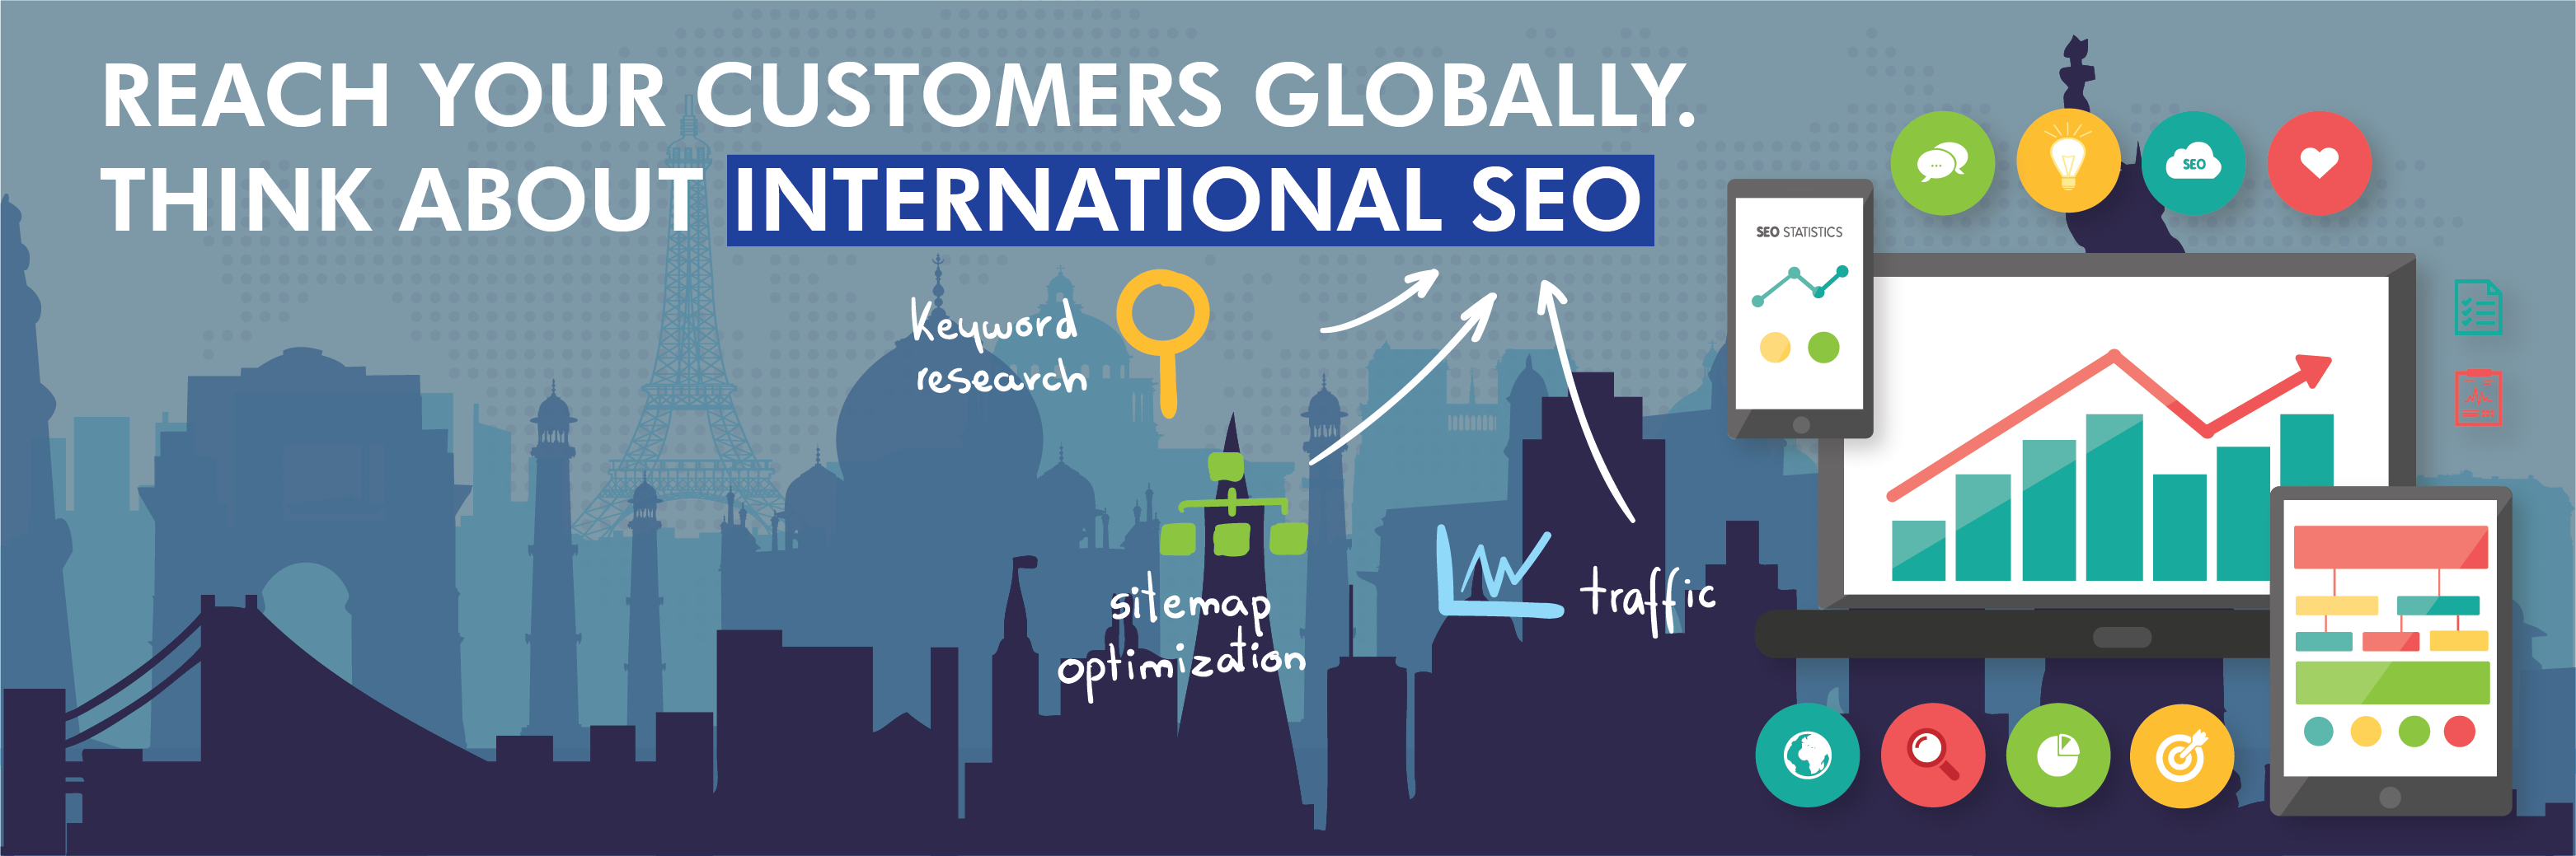 REACH YOUR CUSTOMERS GLOBALLY.
THINK ABOUT INTERNATIONAL SEO
Keyword
research
sitemap
optimization
traffic
SEO STATISTICS
SEO